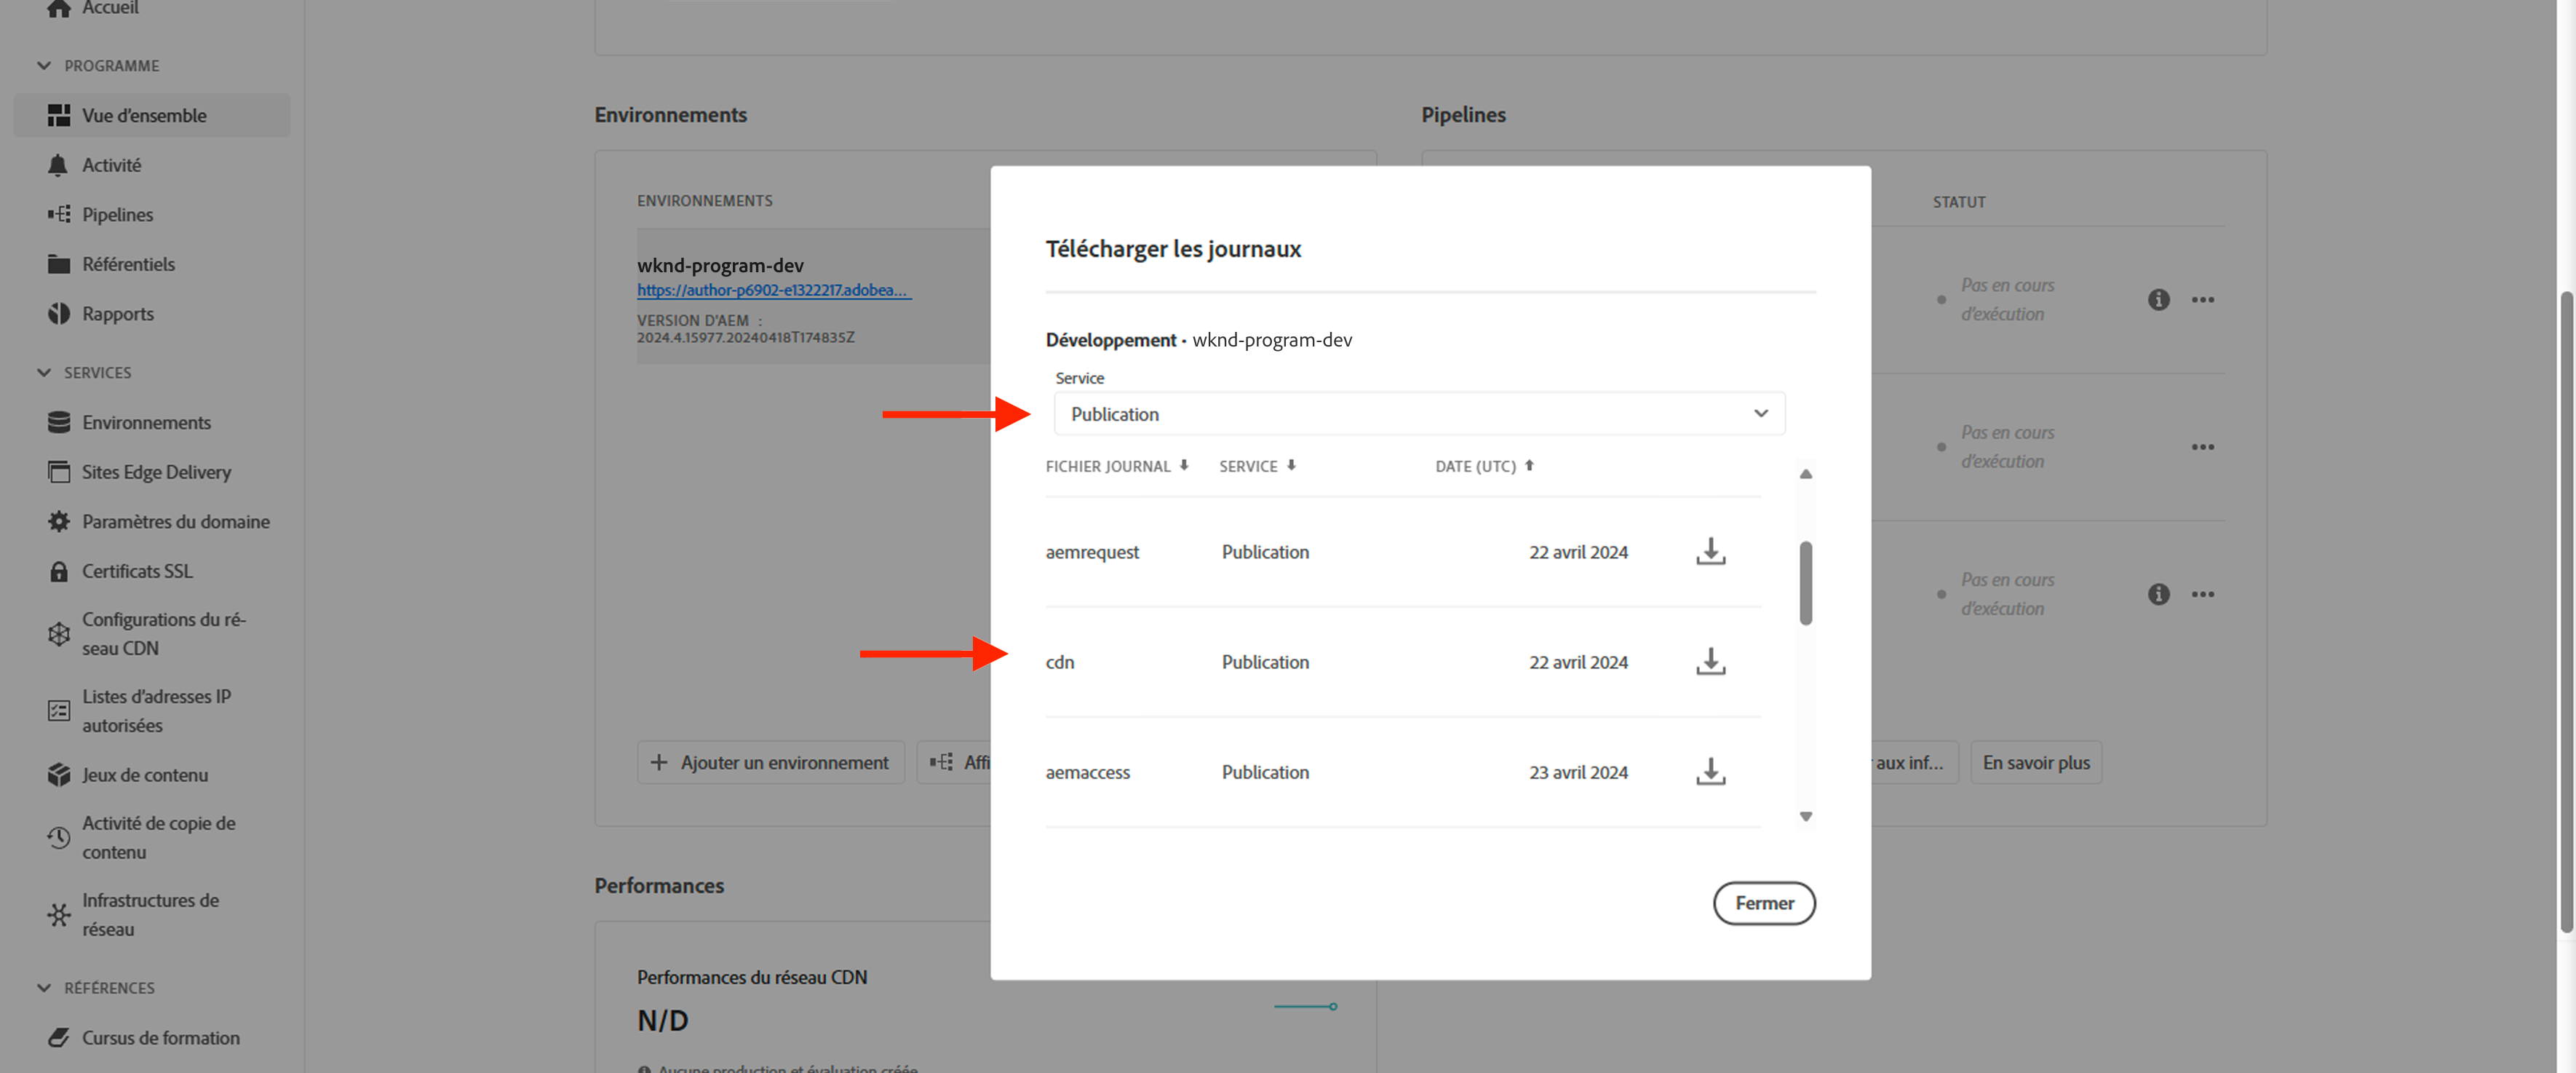 Accueil
PROGRAMME
Vue d'ensemble
Activité
Pipelines
Référentiels
Rapports
SERVICES
Environnements
Sites Edge Delivery
Paramètres du domaine
Certificats SSL
Configurations du ré-
seau CDN
Listes d'adresses IP
autorisées
Jeux de contenu
Activité de copie de
contenu
Infrastructures de
réseau
RÉFÉRENCES
Cursus de formation
Environnements
ENVIRONNEMENTS
wknd-program-dev
https://author-p6902-e1322217.adobea...
VERSION D'AEM :
2024.4.15977.20240418T174835Z
Ajouter un environnement
Affi
Performances
Performances du réseau CDN
N/D
Aucune production et évaluation créée
Télécharger les journaux
Développement · wknd-program-dev
Service
Publication
FICHIER JOURNAL SERVICE DATE (UTC)
aemrequest Publication 22 avril 2024
cdn Publication 22 avril 2024
aemaccess Publication 23 avril 2024
Fermer
Pipelines
STATUT
Pas en cours
d'exécution
Pas en cours
d'exécution
Pas en cours
d'exécution
aux inf...
En savoir plus